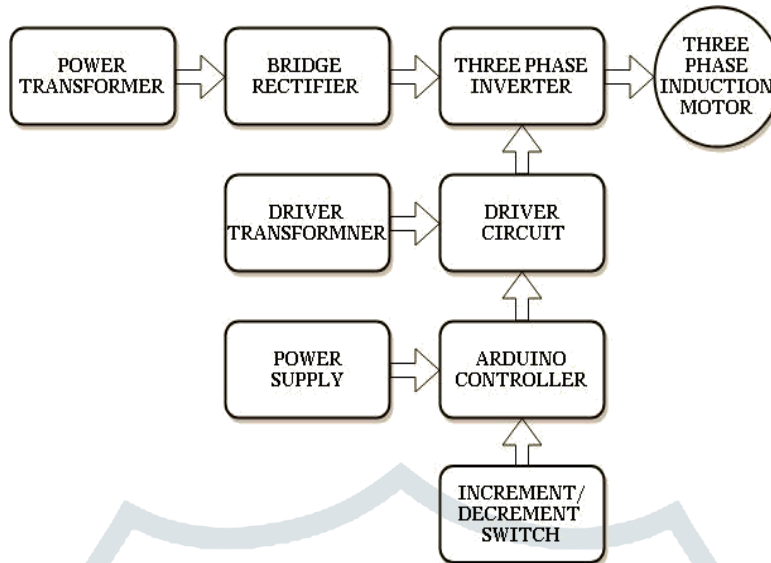 POWER
TRANSFORMER
BRIDGE
RECTIFIER
THREE PHASE
INVERTER
THREE
PHASE
INDUCTION
MOTOR
DRIVER
TRANSFORMNER
DRIVER
CIRCUIT
POWER
SUPPLY
ARDUINO
CONTROLLER
INCREMENT/
DECREMENT
SWITCH